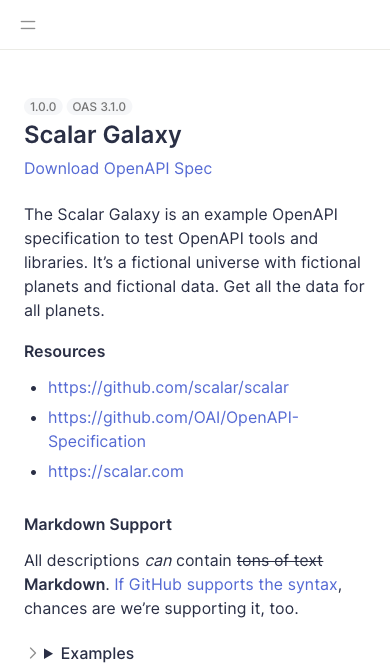 1.0.0 OAS 3.1.0
Scalar Galaxy
Download OpenAPI Spec
The Scalar Galaxy is an example OpenAPI
specification to test OpenAPI tools and
libraries. It’s a fictional universe with fictional
planets and fictional data. Get all the data for
all planets.
Resources
• https://github.com/scalar/scalar
• https://github.com/OAI/OpenAPI-
Specification
• https://scalar.com
Markdown Support
All descriptions can contain tons of text
Markdown. If GitHub supports the syntax,
chances are we’re supporting it, too.
Examples